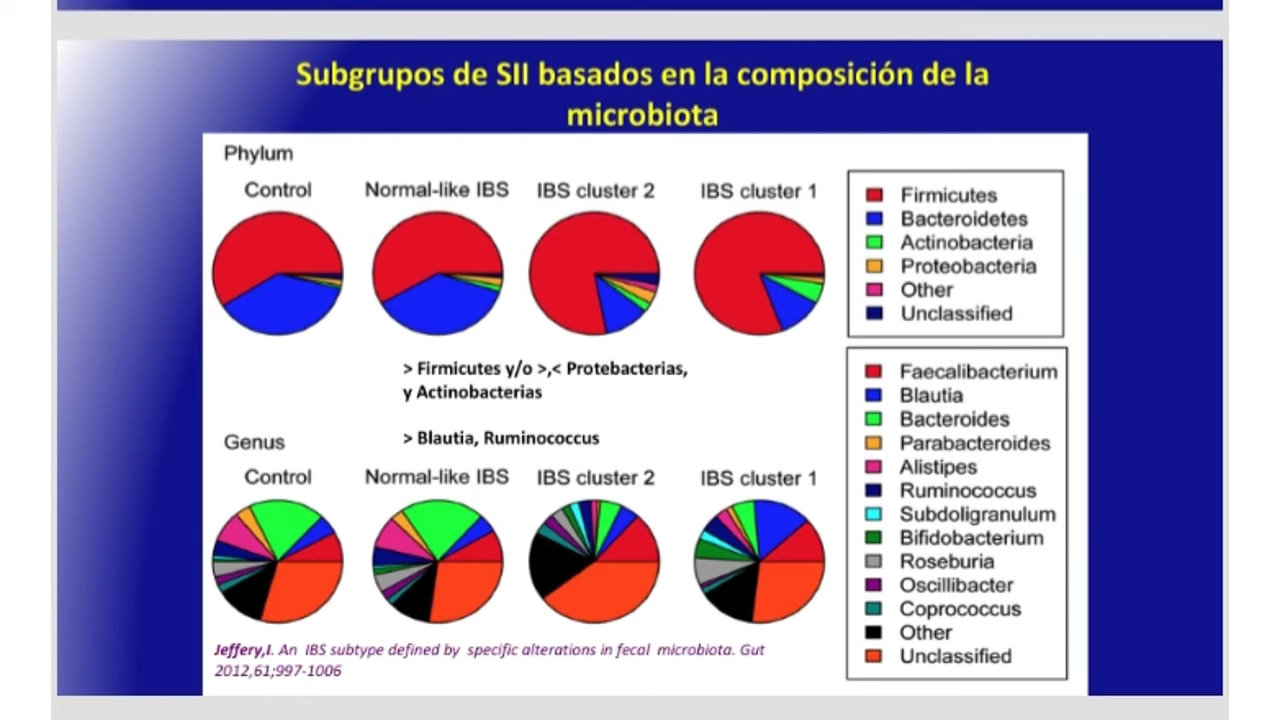 Subgrupos de SII basados en la composición de la
microbiota
Phylum
Control
Normal-like IBS
IBS cluster 2
IBS cluster 1
Firmicutes
Bacteroidetes
Actinobacteria
Proteobacteria
Other
Unclassified
> Firmicutes y/o >,< Protebacterias,
y Actinobacterias
> Blautia, Ruminococcus
Genus
Control
Normal-like IBS
IBS cluster 2
IBS cluster 1
Faecalibacterium
Blautia
Bacteroides
Parabacteroides
Alistipes
Ruminococcus
Subdoligranulum
Bifidobacterium
Roseburia
Oscillibacter
Coprococcus
Other
Unclassified
Jeffery,I. An IBS subtype defined by specific alterations in fecal microbiota. Gut
2012,61;997-1006